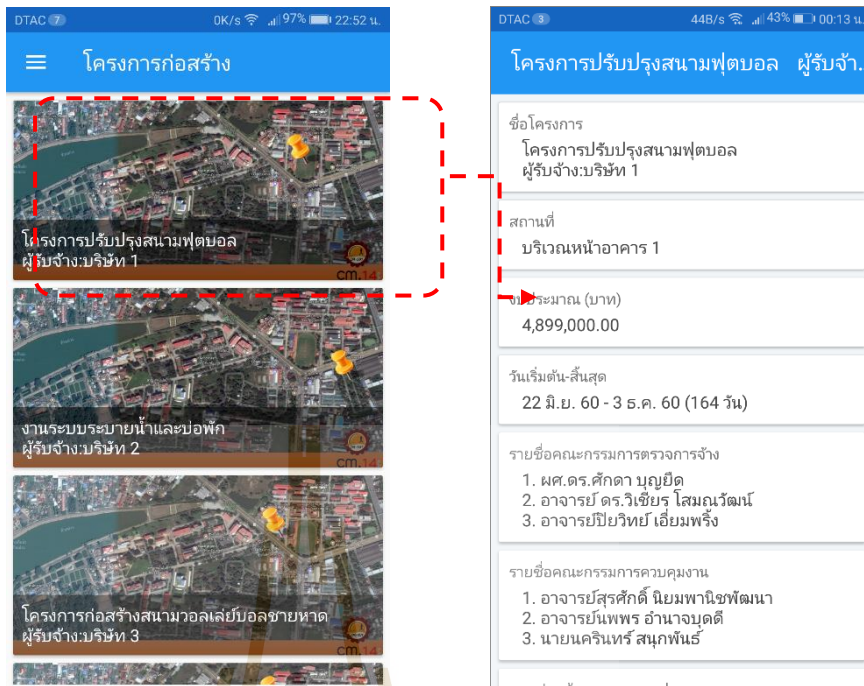 DTAC 7 0K/s 97% 22:52 น.
โครงการก่อสร้าง
โครงการปรับปรุงสนามฟุตบอล
ผู้รับจ้าง:บริษัท 1
cm.14
งานระบบระบายน้ำและบ่อพัก
ผู้รับจ้าง:บริษัท 2
cm.14
โครงการก่อสร้างสนามวอลเล่ย์บอลชายหาด
ผู้รับจ้าง:บริษัท 3
cm.14
DTAC 3 44B/s 43% 00:13 น.
โครงการปรับปรุงสนามฟุตบอล ผู้รับจ้า..
ชื่อโครงการ
โครงการปรับปรุงสนามฟุตบอล
ผู้รับจ้าง:บริษัท 1
สถานที่
บริเวณหน้าอาคาร 1
งบประมาณ (บาท)
4,899,000.00
วันเริ่มต้น-สิ้นสุด
22 มิ.ย. 60 - 3 ธ.ค. 60 (164 วัน)
รายชื่อคณะกรรมการตรวจการจ้าง
1. ผศ.ดร.ศักดา บุญยืด
2. อาจารย์ ดร.วิเชียร โสมณวัฒน์
3. อาจารย์ปิยวิทย์ เอี่ยมพริ้ง
รายชื่อคณะกรรมการควบคุมงาน
1. อาจารย์สุรศักดิ์ นิยมพานิชพัฒนา
2. อาจารย์นพพร อำนาจบุดดี
3. นายนครินทร์ สนุกพันธ์